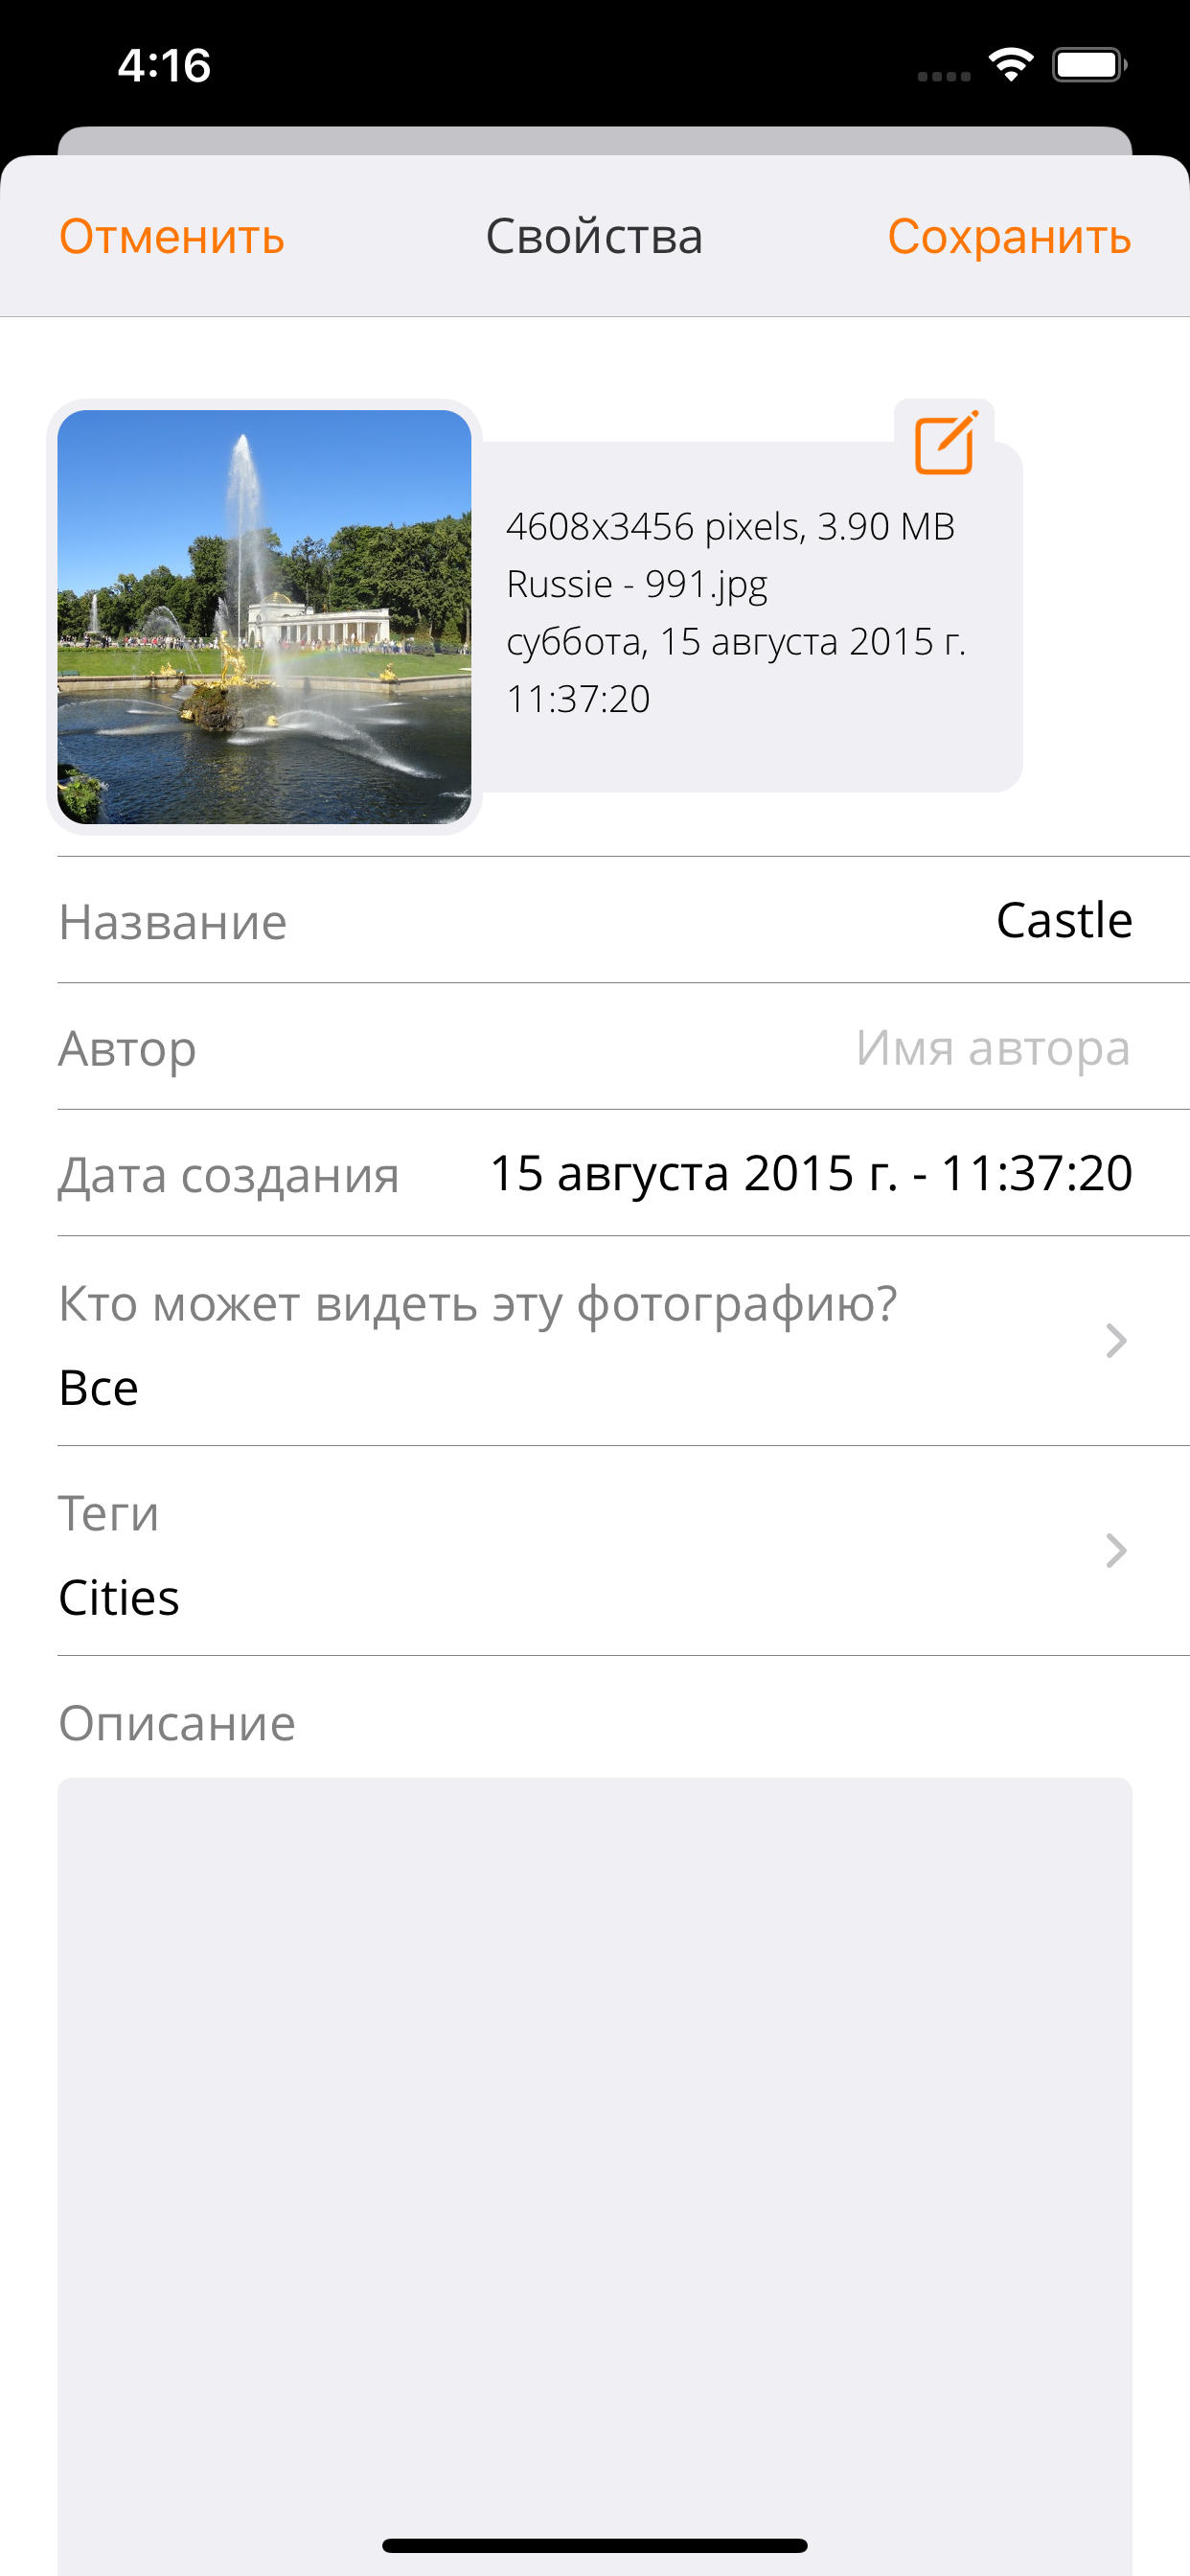 4:16
Отменить
Свойства
Сохранить
4608x3456 pixels, 3.90 MB
Russie - 991.jpg
суббота, 15 августа 2015 г.
11:37:20
Название
Castle
Автор
Имя автора
Дата создания
15 августа 2015 г. - 11:37:20
Кто может видеть эту фотографию?
Все
Теги
Cities
Описание